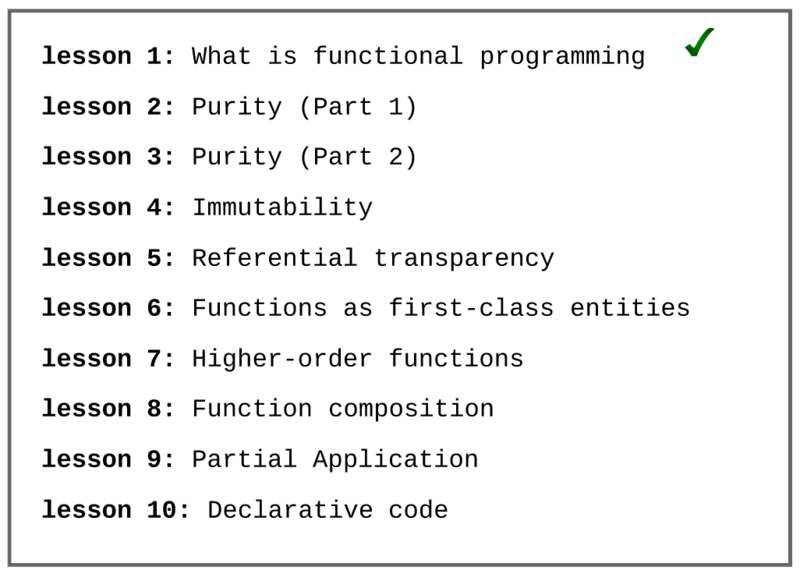 lesson 1: What is functional programming ✓
lesson 2: Purity (Part 1)
lesson 3: Purity (Part 2)
lesson 4: Immutability
lesson 5: Referential transparency
lesson 6: Functions as first-class entities
lesson 7: Higher-order functions
lesson 8: Function composition
lesson 9: Partial Application
lesson 10: Declarative code